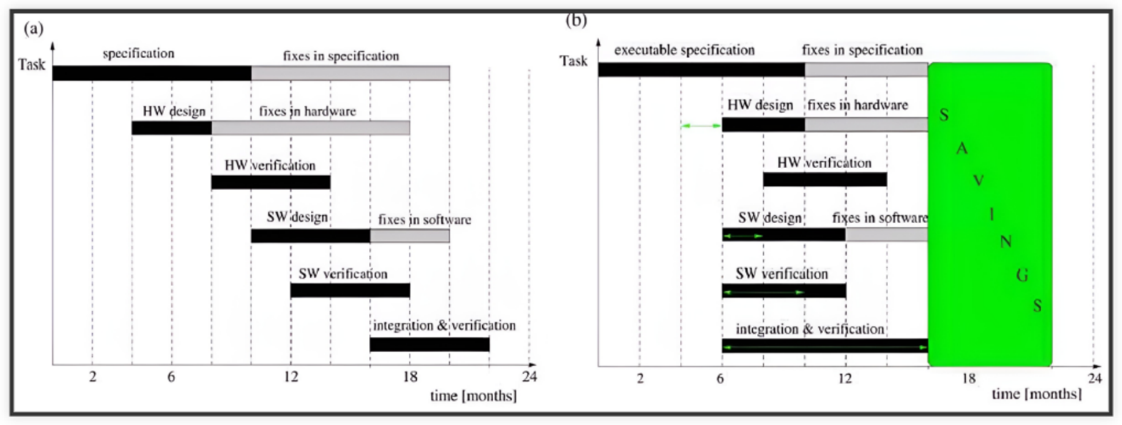 (a)
specification
fixes in specification
Task
HW design
fixes in hardware
HW verification
SW design
fixes in software
SW verification
integration & verification
2
6
12
18
24
time [months]
(b)
executable specification
fixes in specification
Task
HW design
fixes in hardware
HW verification
SW design
fixes in software
SW verification
integration & verification
S
A
V
I
N
G
S
2
6
12
18
24
time [months]